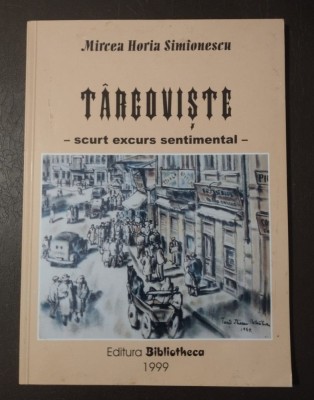 Mircea Horia Simionescu
TÂRGOVIȘTE
– scurt excurs sentimental –
Editura Bibliotheca
1999